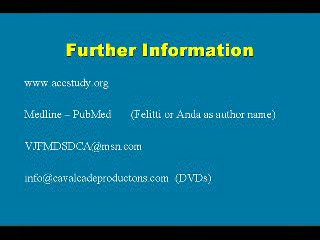 Further Information
www.accstudy.org
Medline – PubMed (Felitti or Anda as author name)
VJFMDSDCA@msn.com
info@cavalcadeproductons.com (DVDs)